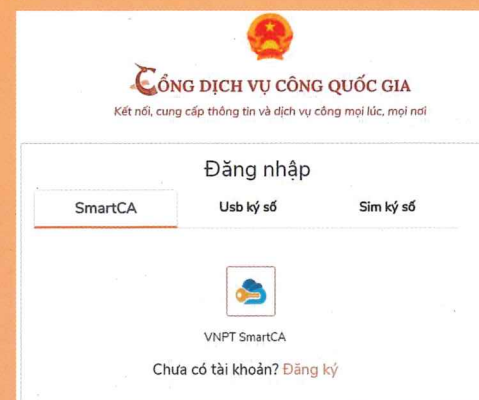 CỔNG DỊCH VỤ CÔNG QUỐC GIA
Kết nối, cung cấp thông tin và dịch vụ công mọi lúc, mọi nơi
Đăng nhập
SmartCA Usb ký số Sim ký số
VNPT SmartCA
Chưa có tài khoản? Đăng ký